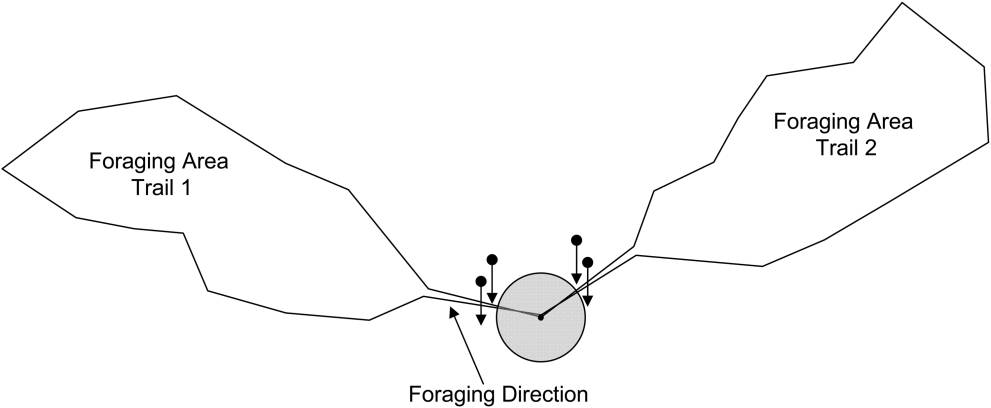 Foraging Area
Trail 1
Foraging Area
Trail 2
Foraging Direction